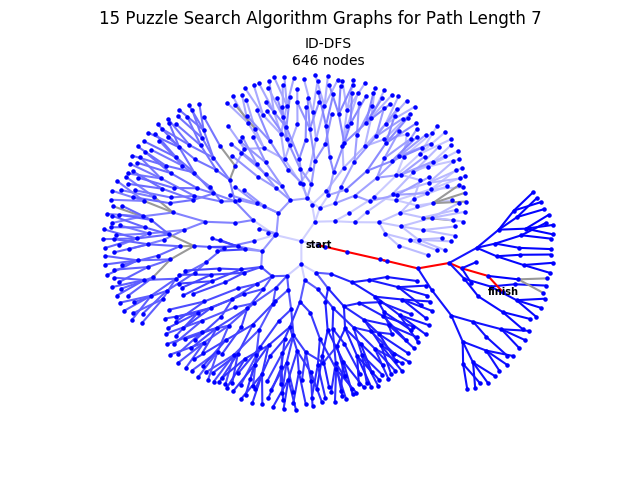 15 Puzzle Search Algorithm Graphs for Path Length 7
ID-DFS
646 nodes
start
finish